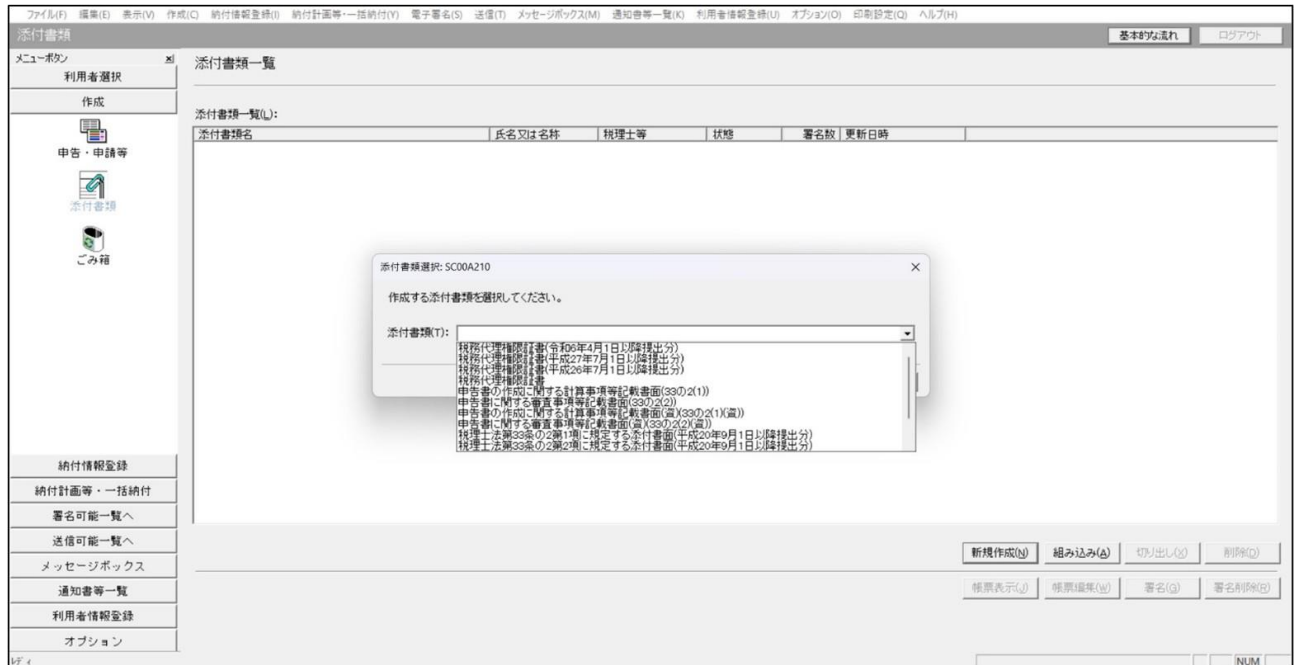 ファイル(F) 編集(E) 表示(V) 作成(C) 納付情報登録(I) 納付計画等・一括納付(Y) 電子署名(S) 送信(T) メッセージボックス(M) 通知書等一覧(K) 利用者情報登録(U) オプション(O) 印刷設定(Q) ヘルプ(H)
添付書類 基本的な流れ ログアウト
メニューボタン
利用者選択
作成
申告・申請等
添付書類
ごみ箱
納付情報登録
納付計画等・一括納付
署名可能一覧へ
送信可能一覧へ
メッセージボックス
通知書等一覧
利用者情報登録
オプション
添付書類一覧
添付書類一覧(L):
添付書類名 氏名又は名称 税理士等 状態 署名数 更新日時
添付書類選択: SC00A210
作成する添付書類を選択してください。
添付書類(T):
税務代理権限証書(令和6年4月1日以降提出分)
税務代理権限証書(平成27年7月1日以降提出分)
税務代理権限証書(平成26年7月1日以降提出分)
税務代理権限証書
申告書の作成に関する計算事項等記載書面(33の2(1))
申告書に関する審査事項等記載書面(33の2(2))
申告書の作成に関する計算事項等記載書面(資)(33の2(1)(資))
申告書に関する審査事項等記載書面(資)(33の2(2)(資))
税理士法第33条の2第1項に規定する添付書面(平成20年9月1日以降提出分)
税理士法第33条の2第2項に規定する添付書面(平成20年9月1日以降提出分)
新規作成(N) 組み込み(A) 切り出し(X) 削除(D)
帳票表示(J) 帳票編集(W) 署名(G) 署名削除(R)
レディ NUM